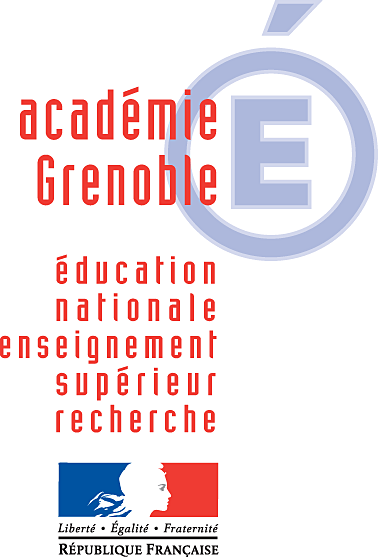 É
académie
Grenoble
éducation
nationale
enseignement
supérieur
recherche
Liberté • Égalité • Fraternité
RÉPUBLIQUE FRANÇAISE